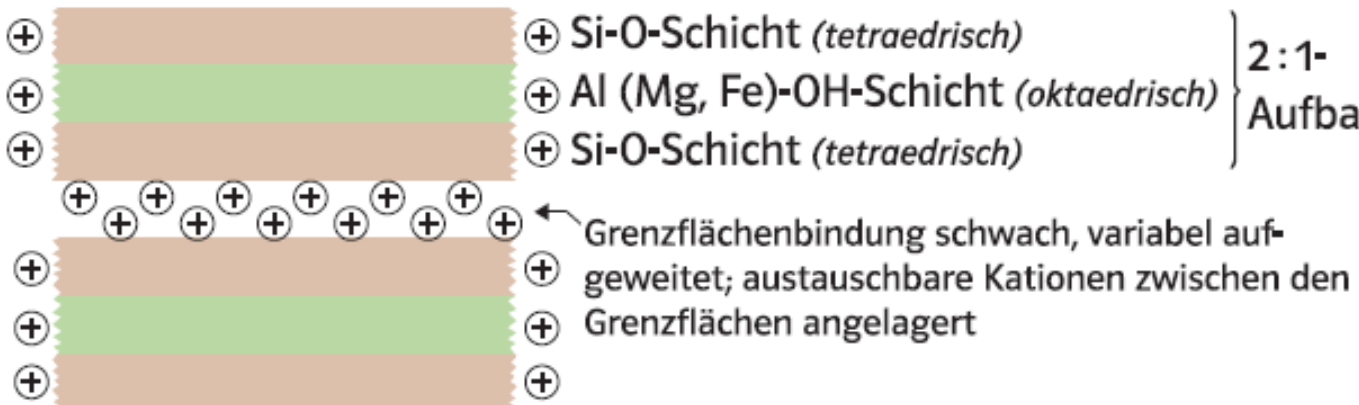 Si-O-Schicht (tetraedrisch)
Al (Mg, Fe)-OH-Schicht (oktaedrisch)
Si-O-Schicht (tetraedrisch)
2:1-
Aufba
Grenzflächenbindung schwach, variabel auf-
geweitet; austauschbare Kationen zwischen den
Grenzflächen angelagert